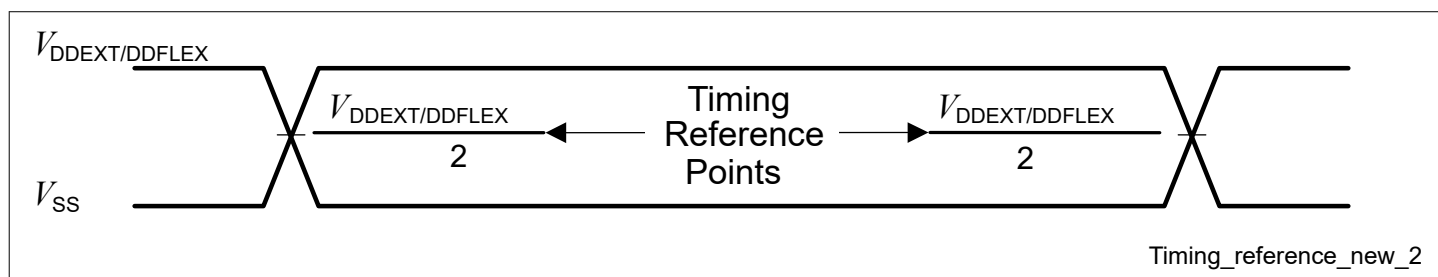 VDDEXT/DDFLEX
VDDEXT/DDFLEX
2
Timing
Reference
Points
VDDEXT/DDFLEX
2
VSS
Timing_reference_new_2